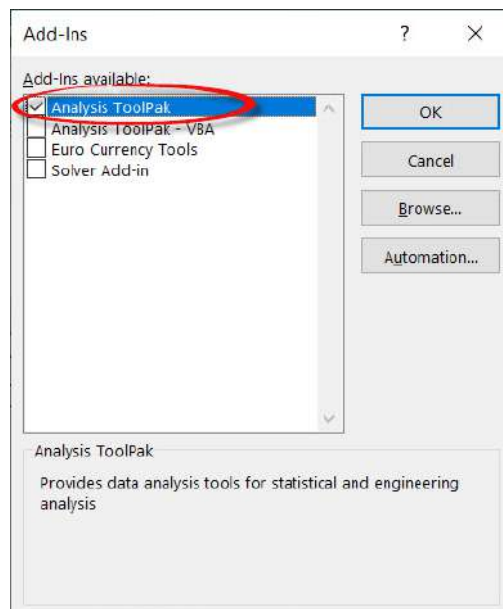 Add-Ins
?
Add-Ins available:
Analysis ToolPak
Analysis ToolPak - VBA
Euro Currency Tools
Solver Add-in
OK
Cancel
Browse...
Automation...
Analysis ToolPak
Provides data analysis tools for statistical and engineering
analysis